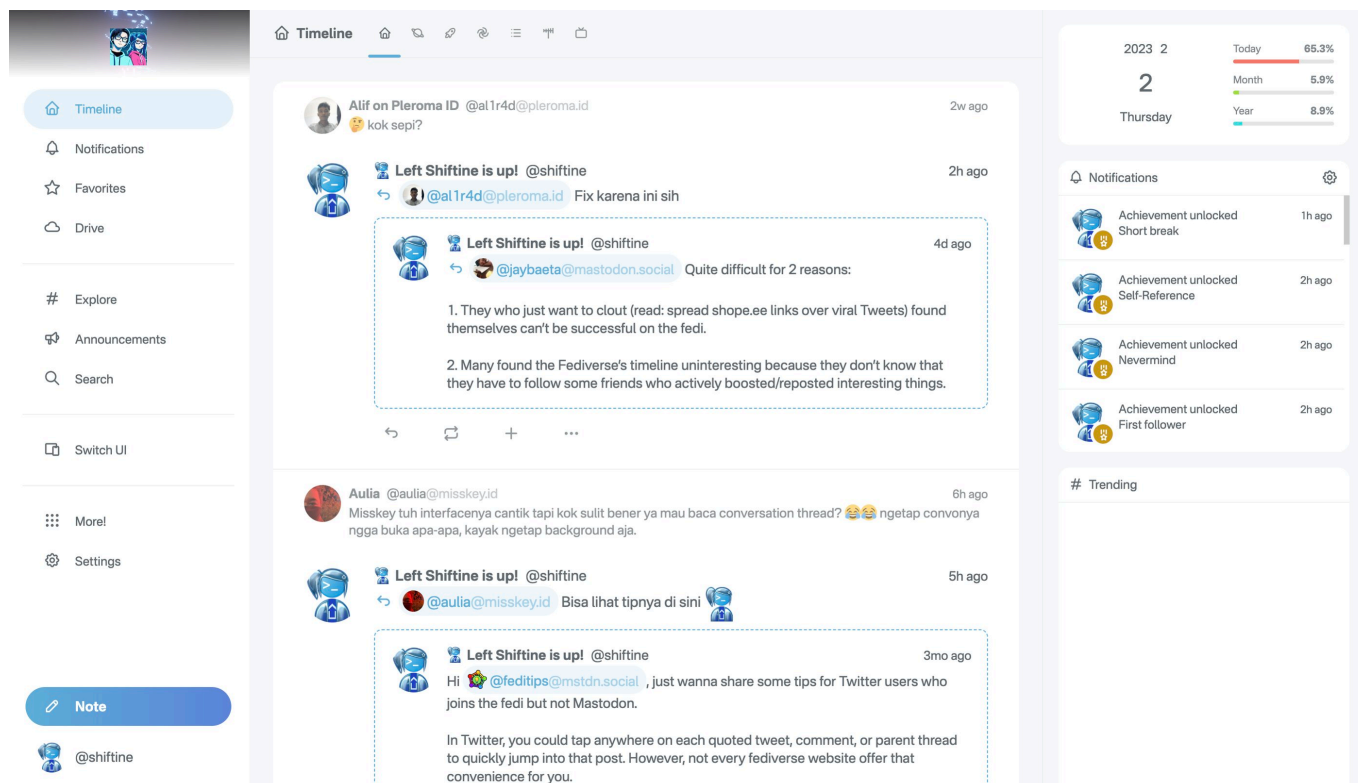 Timeline
Notifications
Favorites
Drive
# Explore
Announcements
Search
Switch UI
More!
Settings
Note
@shiftine
Timeline
Alif on Pleroma ID @al1r4d@pleroma.id 2w ago
🤔 kok sepi?
Left Shiftine is up! @shiftine 2h ago
@al1r4d@pleroma.id Fix karena ini sih
Left Shiftine is up! @shiftine 4d ago
@jaybaeta@mastodon.social Quite difficult for 2 reasons:
1. They who just want to clout (read: spread shope.ee links over viral Tweets) found
themselves can't be successful on the fedi.
2. Many found the Fediverse's timeline uninteresting because they don't know that
they have to follow some friends who actively boosted/reposted interesting things.
Aulia @aulia@misskey.id 6h ago
Misskey tuh interfacenya cantik tapi kok sulit bener ya mau baca conversation thread? 😂😂 ngetap convonya
ngga buka apa-apa, kayak ngetap background aja.
Left Shiftine is up! @shiftine 5h ago
@aulia@misskey.id Bisa lihat tipnya di sini
Left Shiftine is up! @shiftine 3mo ago
Hi @feditips@mstdn.social , just wanna share some tips for Twitter users who
joins the fedi but not Mastodon.
In Twitter, you could tap anywhere on each quoted tweet, comment, or parent thread
to quickly jump into that post. However, not every fediverse website offer that
convenience for you.
2023 2
2
Thursday
Today 65.3%
Month 5.9%
Year 8.9%
Notifications
Achievement unlocked 1h ago
Short break
Achievement unlocked 2h ago
Self-Reference
Achievement unlocked 2h ago
Nevermind
Achievement unlocked 2h ago
First follower
# Trending